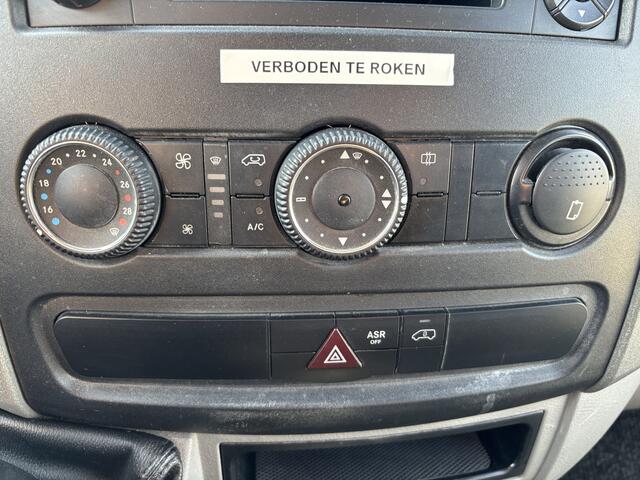 VERBODEN TE ROKEN
20 22 24
18 26
16 28
A/C
ASR
OFF